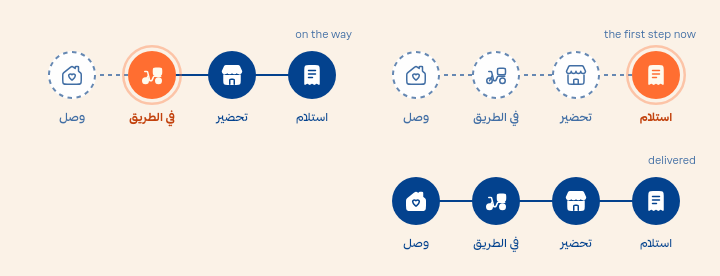 on the way
استلام
تحضير
في الطريق
وصل
the first step now
استلام
تحضير
في الطريق
وصل
delivered
استلام
تحضير
في الطريق
وصل